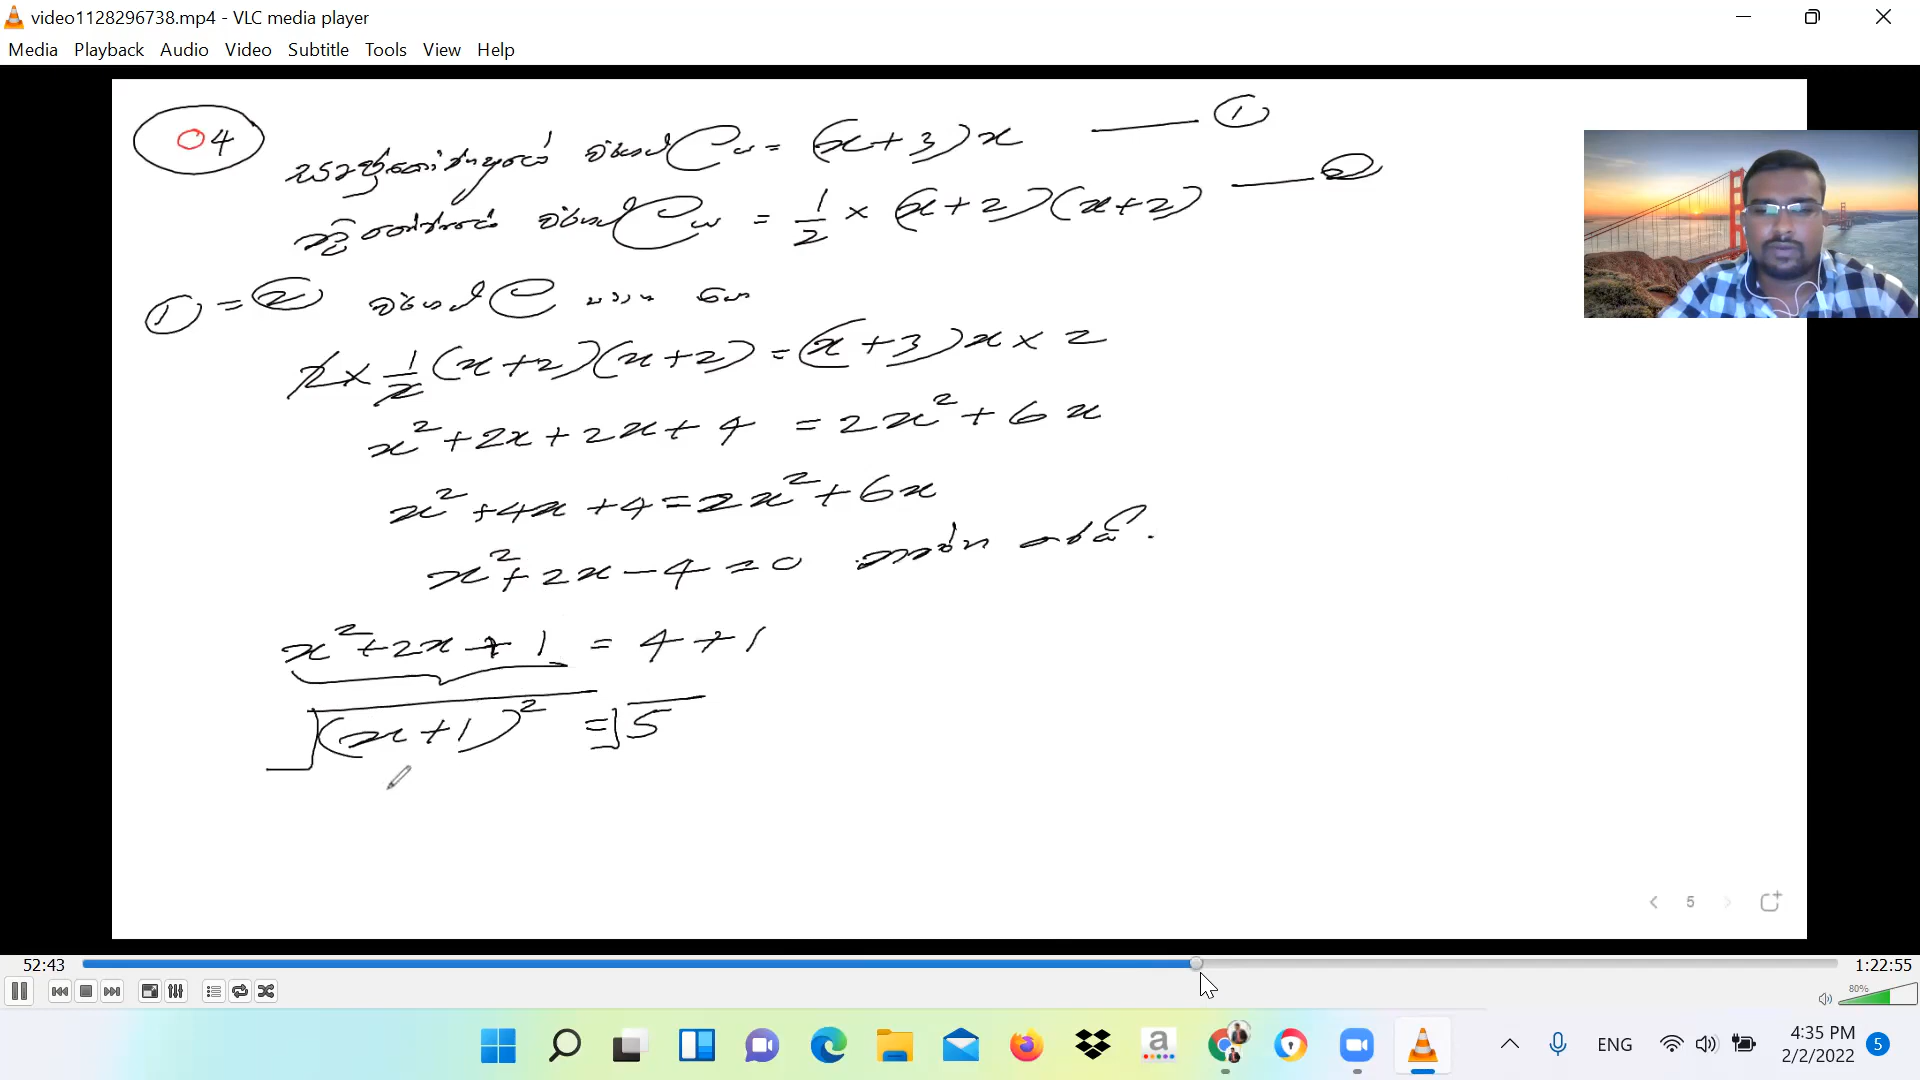 video1128296738.mp4 - VLC media player
Media Playback Audio Video Subtitle Tools View Help
04
= (x+3)x —— ①
= 1/2 × (x+2)(x+2) —— ②
① = ②
2 × 1/2 (x+2)(x+2) = (x+3)x × 2
x² + 2x + 2x + 4 = 2x² + 6x
x² + 4x + 4 = 2x² + 6x
x² + 2x − 4 = 0
x² + 2x + 1 = 4 + 1
√(x+1)² = √5
5
52:43 1:22:55
80%
a
ENG
4:35 PM
2/2/2022
5